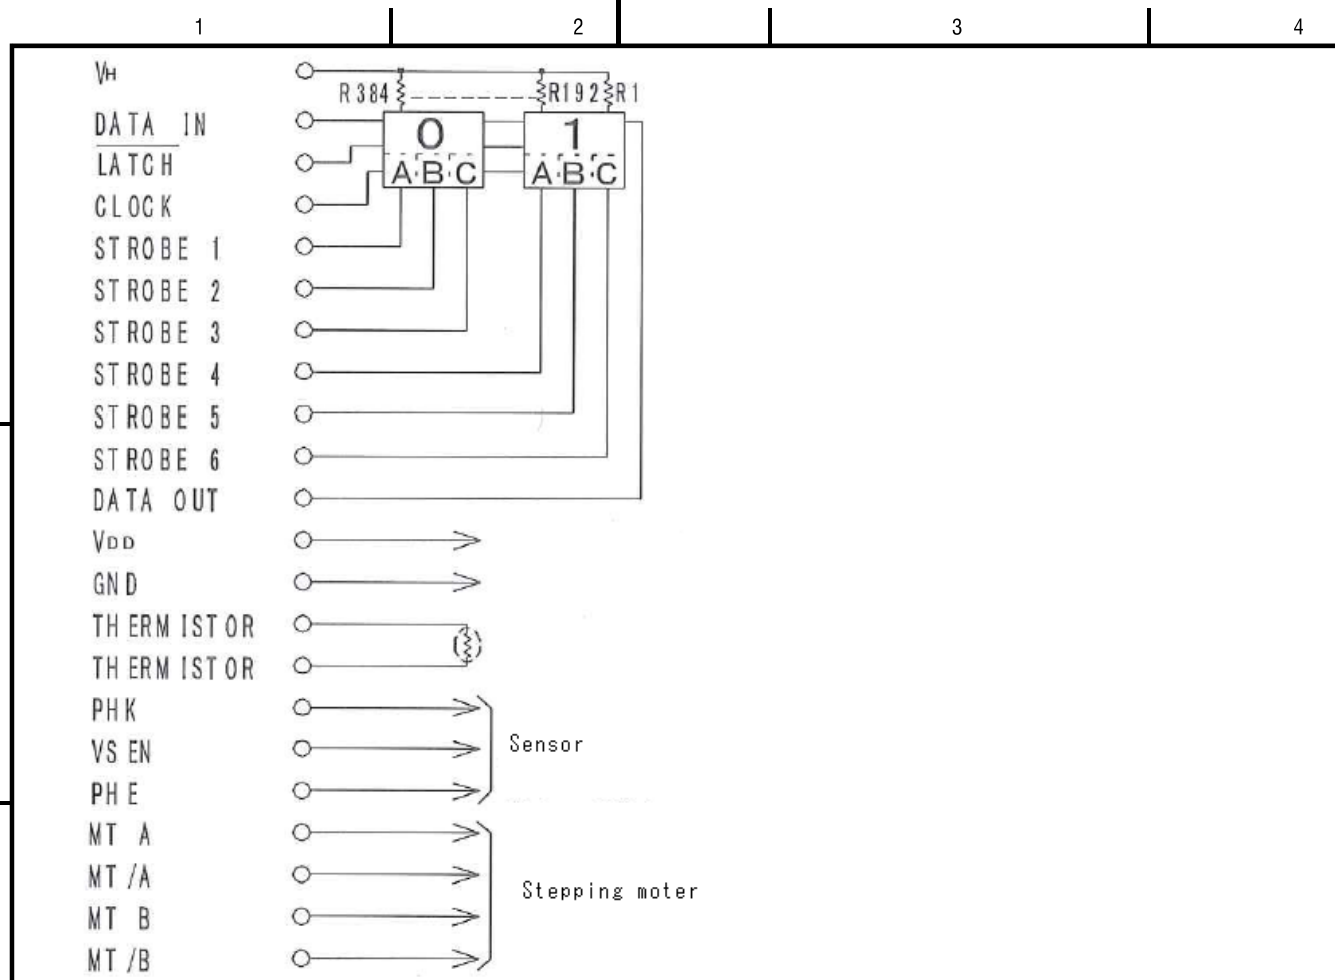 1 2 3 4
VH
R384 R192 R1
DATA IN
0 1
LATCH
A B C A B C
CLOCK
STROBE 1
STROBE 2
STROBE 3
STROBE 4
STROBE 5
STROBE 6
DATA OUT
VDD
GND
THERMISTOR
THERMISTOR
PHK
Sensor
VSEN
PHE
MT A
MT /A
Stepping moter
MT B
MT /B